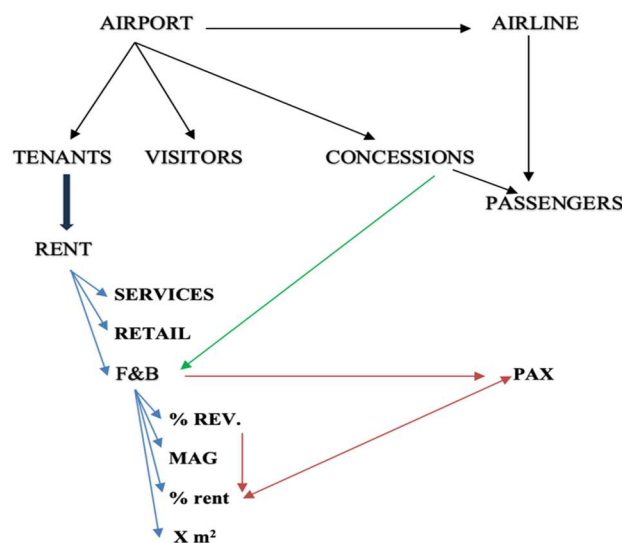 AIRPORT AIRLINE
TENANTS VISITORS CONCESSIONS
PASSENGERS
RENT
SERVICES
RETAIL
F&B PAX
% REV.
MAG
% rent
X m²